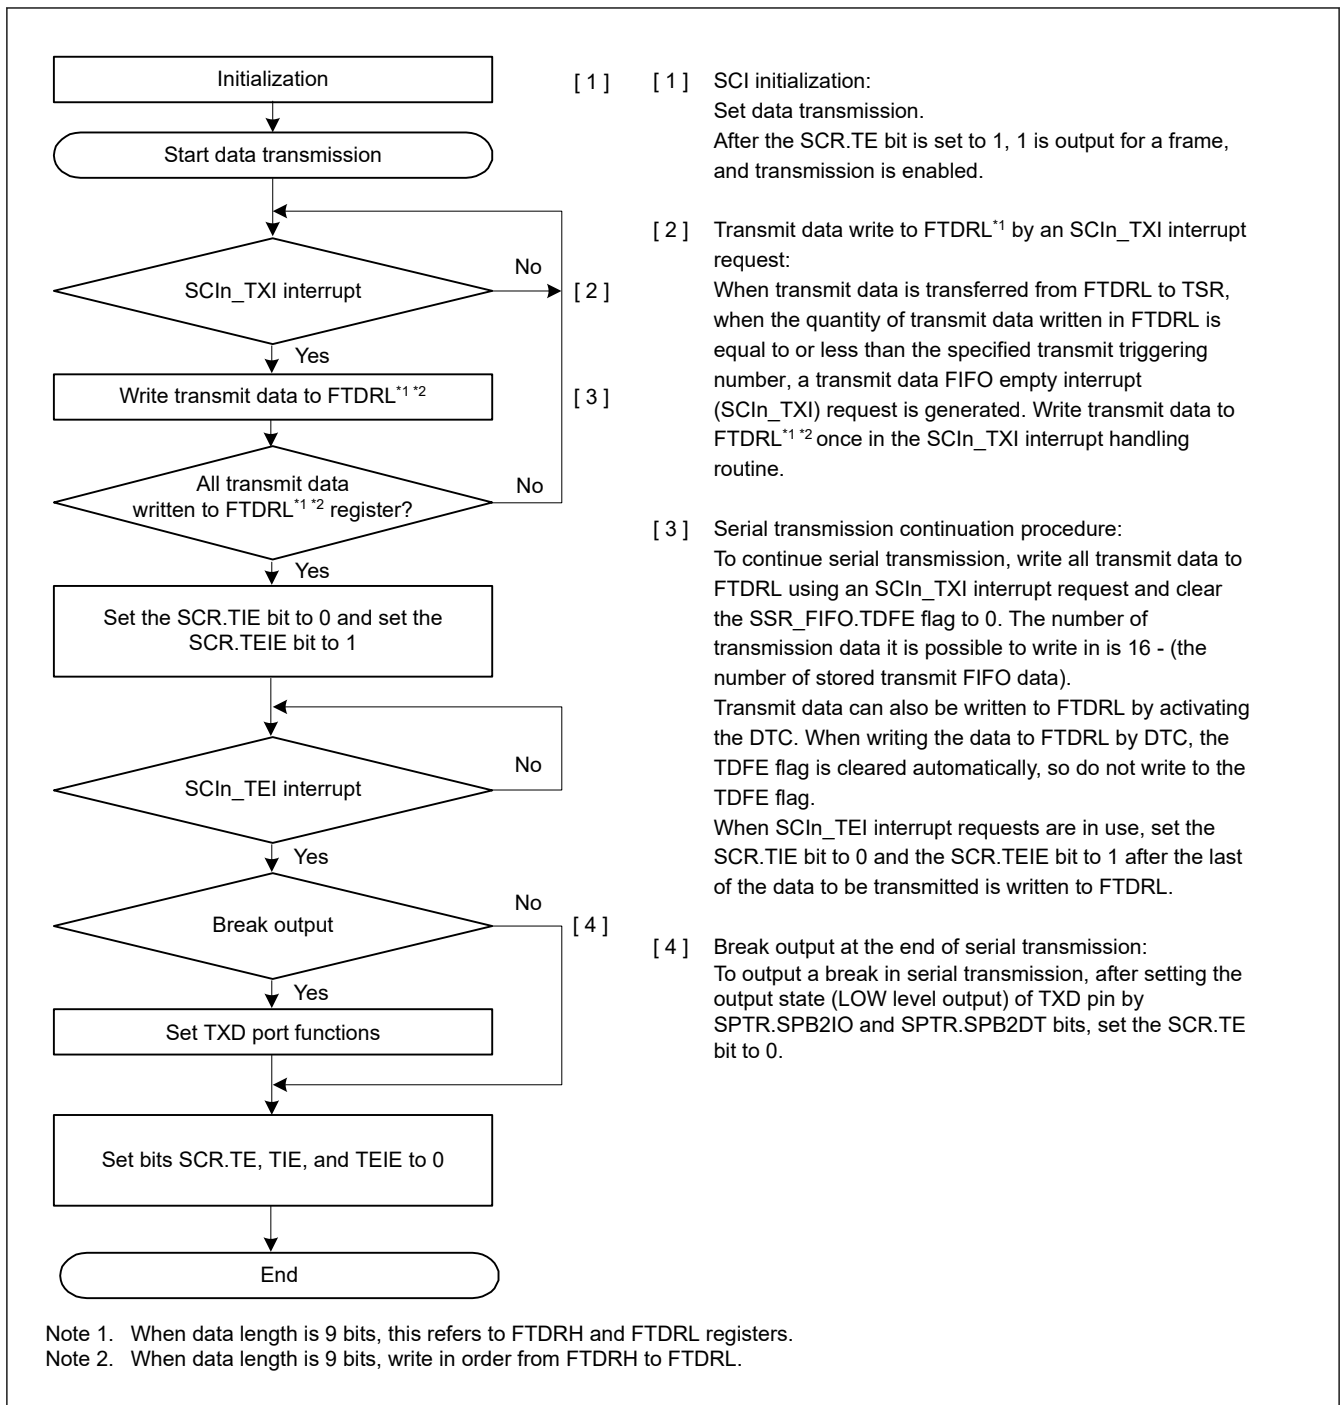 Initialization
[ 1 ]
Start data transmission
SCIn_TXI interrupt
No
[ 2 ]
Yes
Write transmit data to FTDRL*1 *2
[ 3 ]
All transmit data
written to FTDRL*1 *2 register?
No
Yes
Set the SCR.TIE bit to 0 and set the
SCR.TEIE bit to 1
SCIn_TEI interrupt
No
Yes
Break output
No
[ 4 ]
Yes
Set TXD port functions
Set bits SCR.TE, TIE, and TEIE to 0
End
[ 1 ] SCI initialization:
Set data transmission.
After the SCR.TE bit is set to 1, 1 is output for a frame,
and transmission is enabled.
[ 2 ] Transmit data write to FTDRL*1 by an SCIn_TXI interrupt
request:
When transmit data is transferred from FTDRL to TSR,
when the quantity of transmit data written in FTDRL is
equal to or less than the specified transmit triggering
number, a transmit data FIFO empty interrupt
(SCIn_TXI) request is generated. Write transmit data to
FTDRL*1 *2 once in the SCIn_TXI interrupt handling
routine.
[ 3 ] Serial transmission continuation procedure:
To continue serial transmission, write all transmit data to
FTDRL using an SCIn_TXI interrupt request and clear
the SSR_FIFO.TDFE flag to 0. The number of
transmission data it is possible to write in is 16 - (the
number of stored transmit FIFO data).
Transmit data can also be written to FTDRL by activating
the DTC. When writing the data to FTDRL by DTC, the
TDFE flag is cleared automatically, so do not write to the
TDFE flag.
When SCIn_TEI interrupt requests are in use, set the
SCR.TIE bit to 0 and the SCR.TEIE bit to 1 after the last
of the data to be transmitted is written to FTDRL.
[ 4 ] Break output at the end of serial transmission:
To output a break in serial transmission, after setting the
output state (LOW level output) of TXD pin by
SPTR.SPB2IO and SPTR.SPB2DT bits, set the SCR.TE
bit to 0.
Note 1. When data length is 9 bits, this refers to FTDRH and FTDRL registers.
Note 2. When data length is 9 bits, write in order from FTDRH to FTDRL.